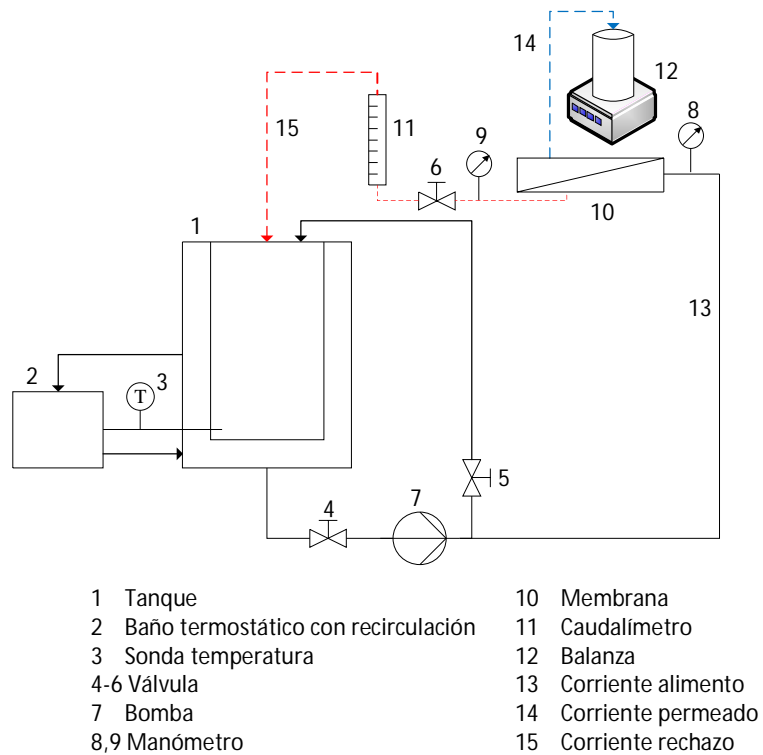 14
12
8
15
11
9
6
10
1
13
2
3
T
5
4
7
1 Tanque
2 Baño termostático con recirculación
3 Sonda temperatura
4-6 Válvula
7 Bomba
8,9 Manómetro
10 Membrana
11 Caudalímetro
12 Balanza
13 Corriente alimento
14 Corriente permeado
15 Corriente rechazo